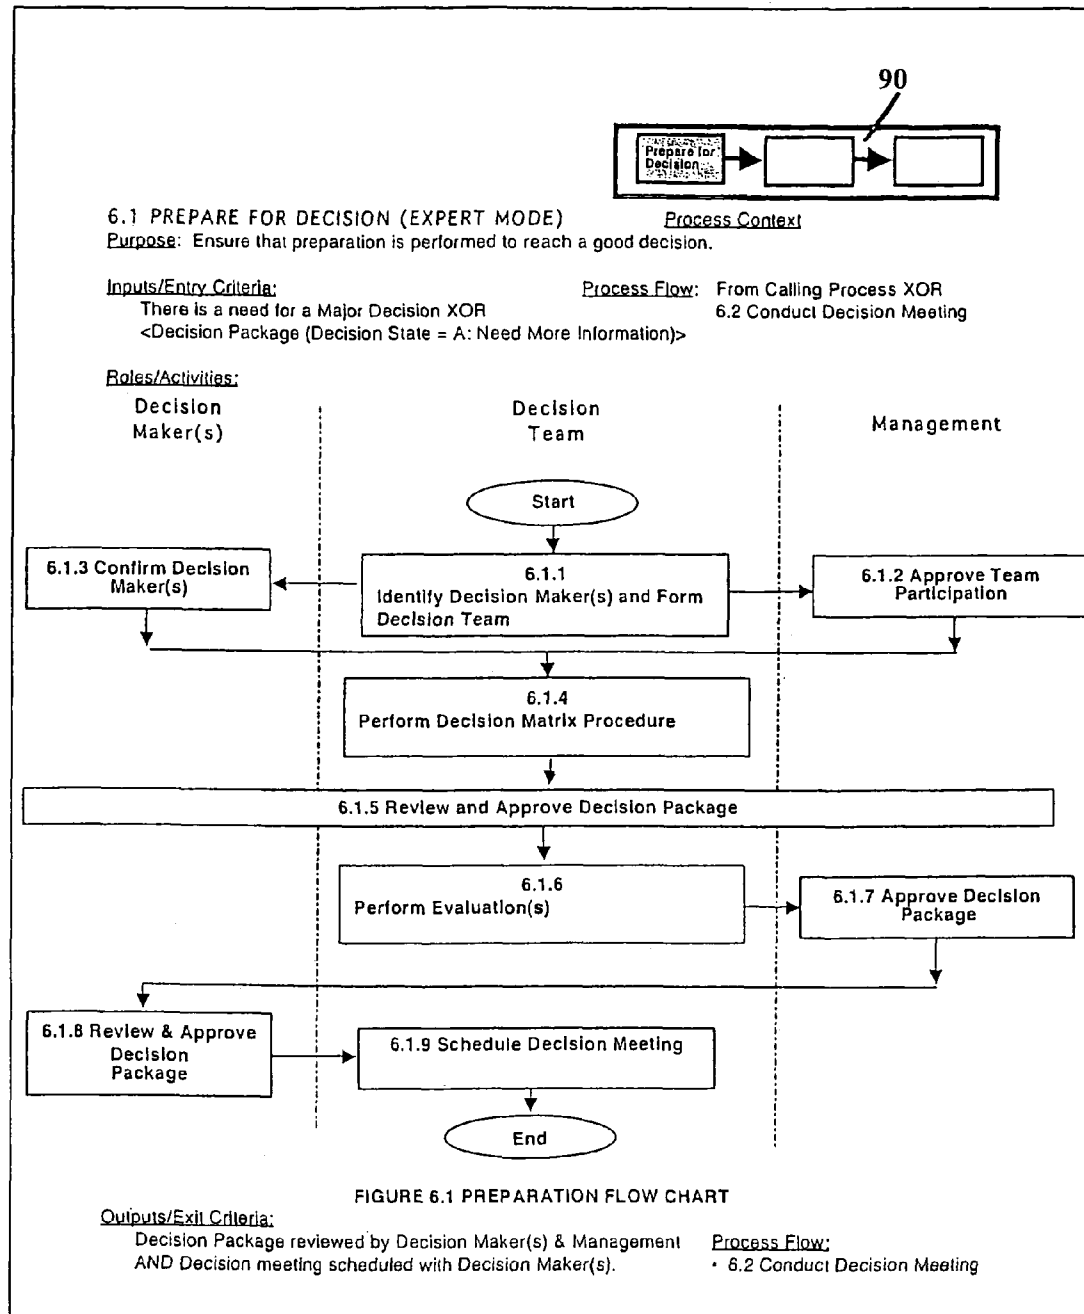 90
Prepare for
Decision
6.1 PREPARE FOR DECISION (EXPERT MODE)
Process Context
Purpose: Ensure that preparation is performed to reach a good decision.
Inputs/Entry Criteria:
There is a need for a Major Decision XOR
<Decision Package (Decision State = A: Need More Information)>
Process Flow: From Calling Process XOR
6.2 Conduct Decision Meeting
Roles/Activities:
Decision
Maker(s)
Decision
Team
Management
Start
6.1.3 Confirm Decision
Maker(s)
6.1.1
Identify Decision Maker(s) and Form
Decision Team
6.1.2 Approve Team
Participation
6.1.4
Perform Decision Matrix Procedure
6.1.5 Review and Approve Decision Package
6.1.6
Perform Evaluation(s)
6.1.7 Approve Decision
Package
6.1.8 Review & Approve
Decision
Package
6.1.9 Schedule Decision Meeting
End
FIGURE 6.1 PREPARATION FLOW CHART
Outputs/Exit Criteria:
Decision Package reviewed by Decision Maker(s) & Management
AND Decision meeting scheduled with Decision Maker(s).
Process Flow:
• 6.2 Conduct Decision Meeting